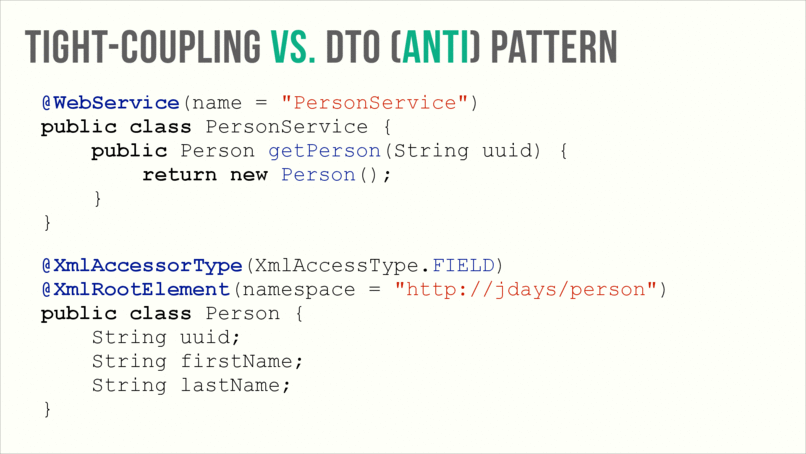 TIGHT-COUPLING VS. DTO (ANTI) PATTERN
@WebService(name = "PersonService")
public class PersonService {
    public Person getPerson(String uuid) {
        return new Person();
    }
}
@XmlAccessorType(XmlAccessType.FIELD)
@XmlRootElement(namespace = "http://jdays/person")
public class Person {
    String uuid;
    String firstName;
    String lastName;
}